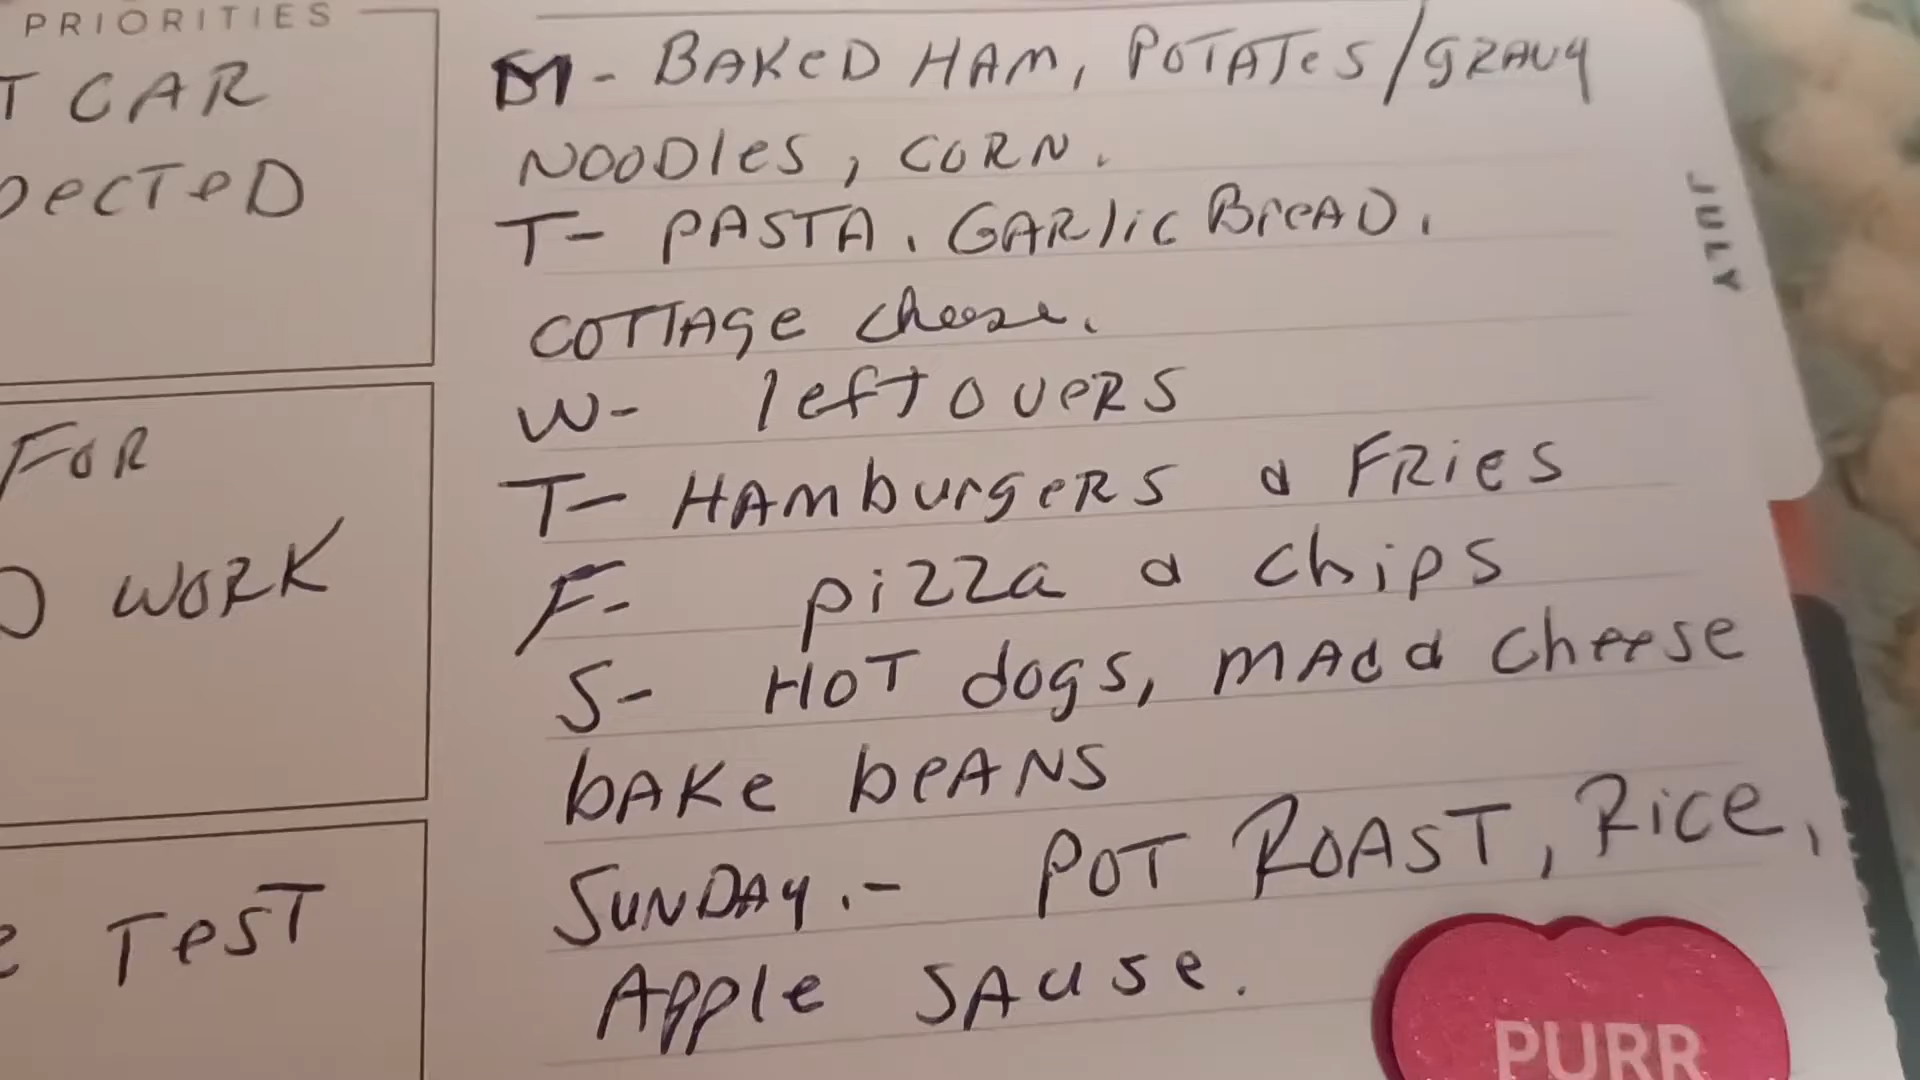 PRIORITIES
T CAR
PECTED
FOR
D WORK
TEST
M- BAKED HAM, POTATES/GRAVY
NOODLES, CORN.
T- PASTA. GARLIC BREAD.
COTTAGE cheese.
W- leftovers
T- HAMburgeRS & FRies
F- pizza & chips
S- HOT dogs, MAC & cheese
bAKe beANS
SUNDAY.- POT ROAST, Rice,
Apple SAUSe.
JULY
PURR